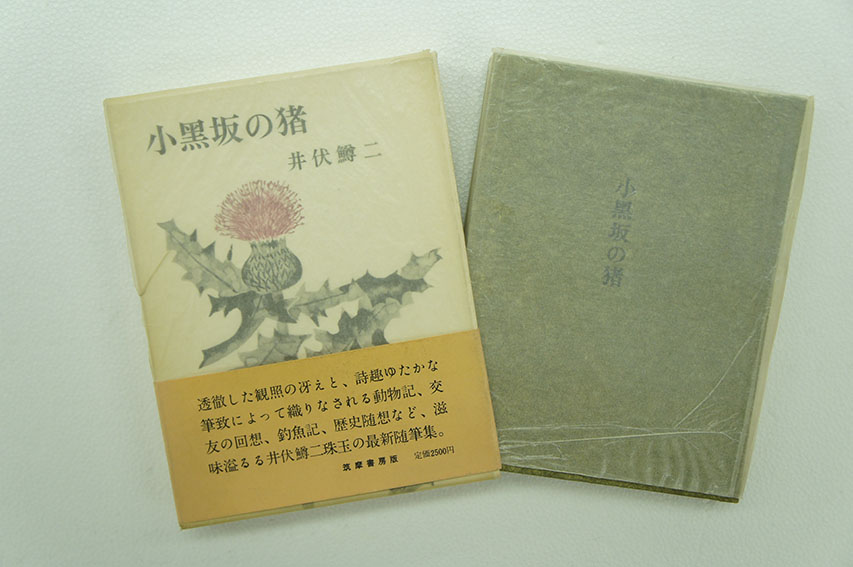 小黑坂の猪
井伏鱒二
透徹した観照の冴えと、詩趣ゆたかな
筆致によって織りなされる動物記、交
友の回想、釣魚記、歴史随想など、滋
味溢るる井伏鱒二珠玉の最新随筆集。
筑摩書房版 定価2500円
小黑坂の猪